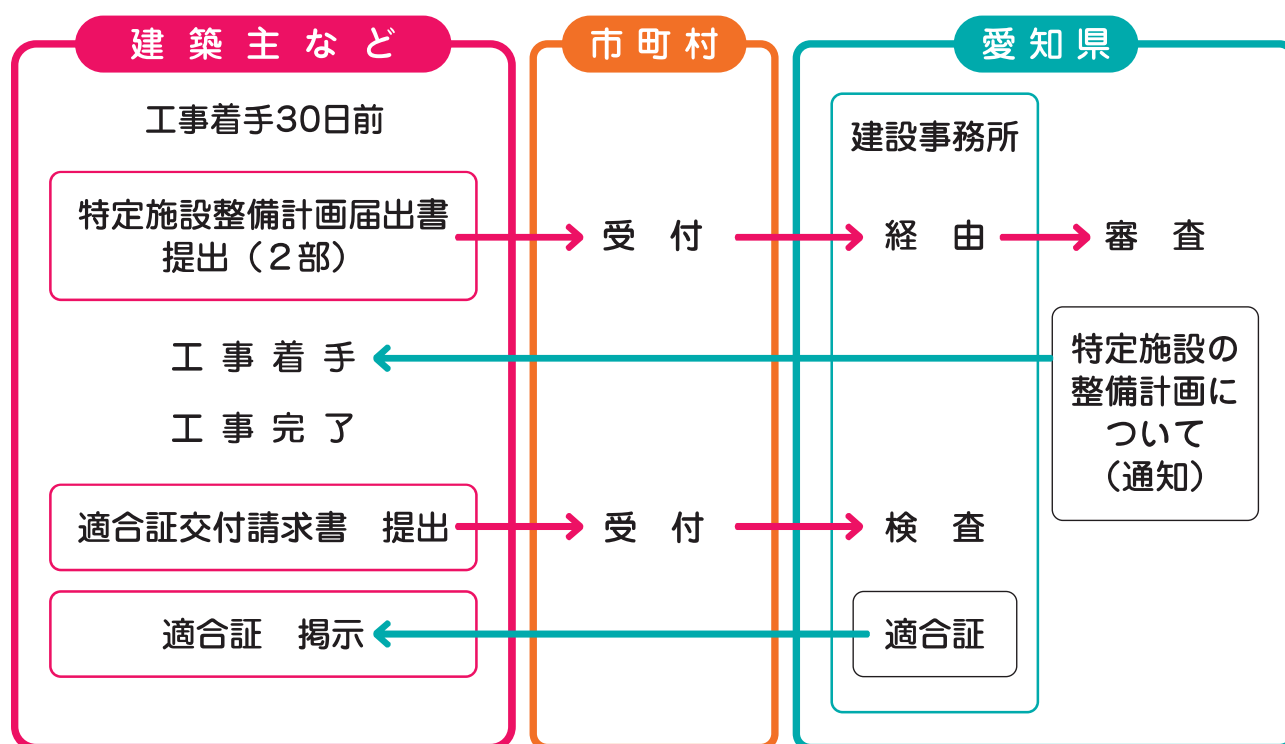 建築主など
市町村
愛知県
工事着手30日前
建設事務所
特定施設整備計画届出書
提出（2部）
受　付
経　由
審　査
工事着手
特定施設の
整備計画に
ついて
（通知）
工事完了
適合証交付請求書　提出
受　付
検　査
適合証　掲示
適合証